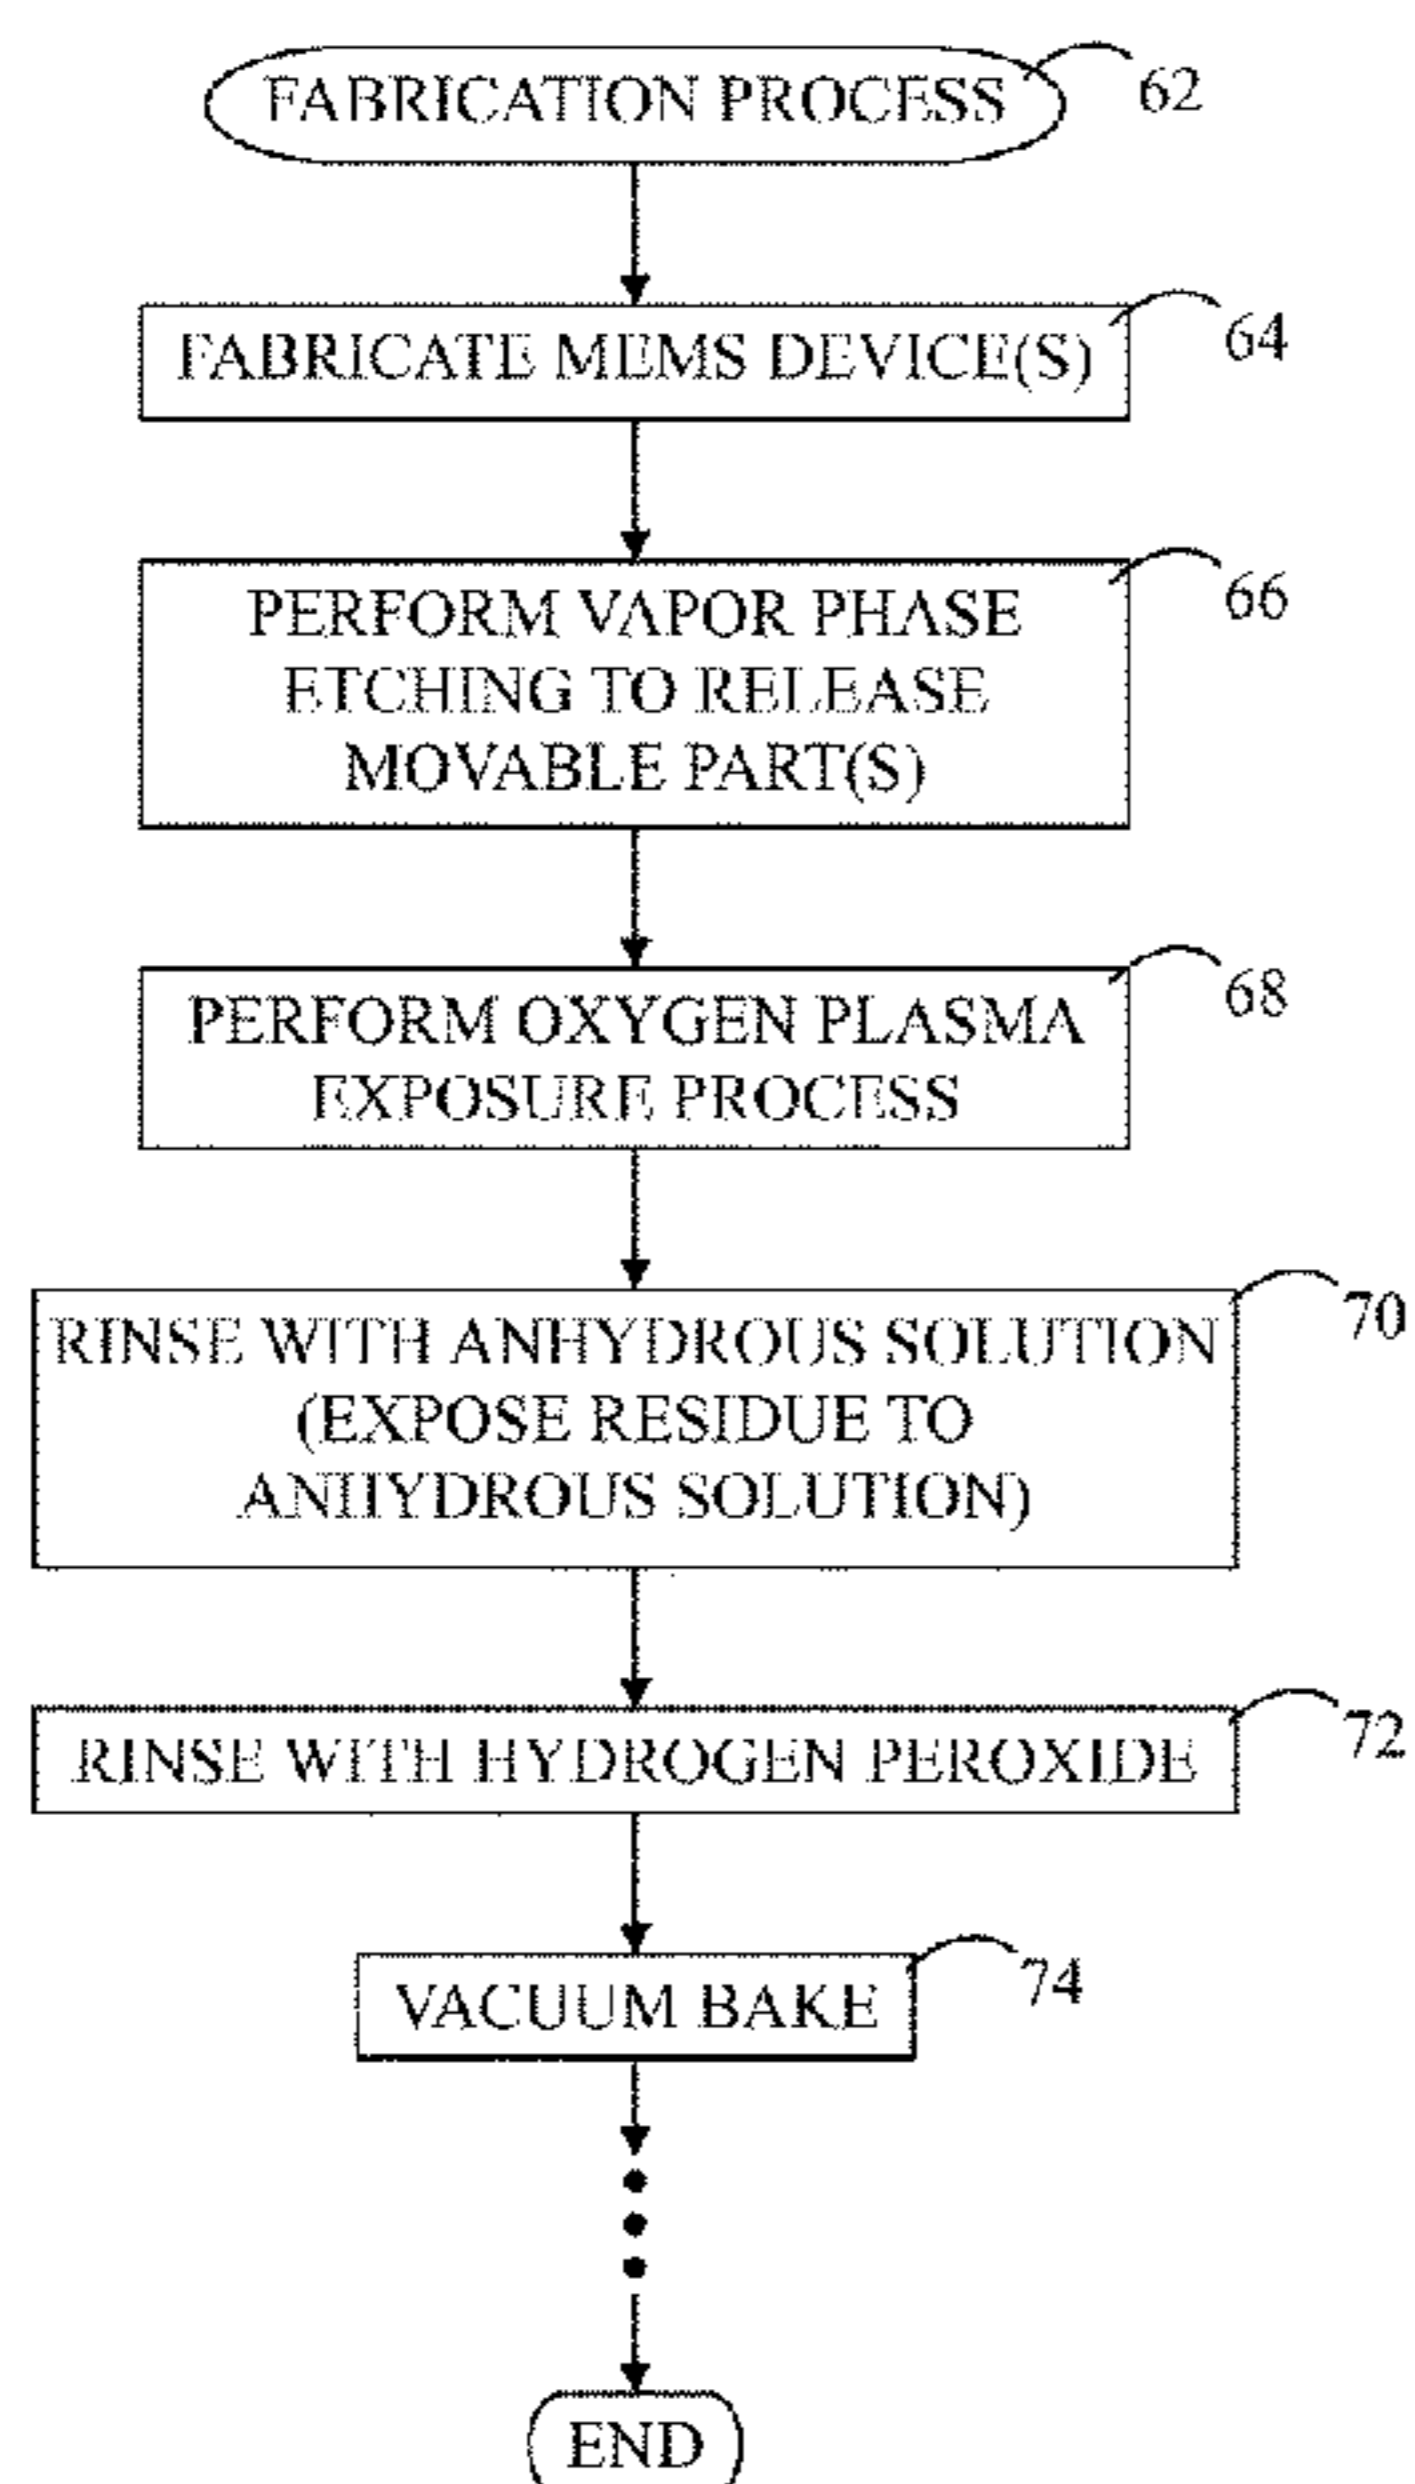 FABRICATION PROCESS
62
FABRICATE MEMS DEVICE(S)
64
PERFORM VAPOR PHASE
ETCHING TO RELEASE
MOVABLE PART(S)
66
PERFORM OXYGEN PLASMA
EXPOSURE PROCESS
68
RINSE WITH ANHYDROUS SOLUTION
(EXPOSE RESIDUE TO
ANHYDROUS SOLUTION)
70
RINSE WITH HYDROGEN PEROXIDE
72
VACUUM BAKE
74
END